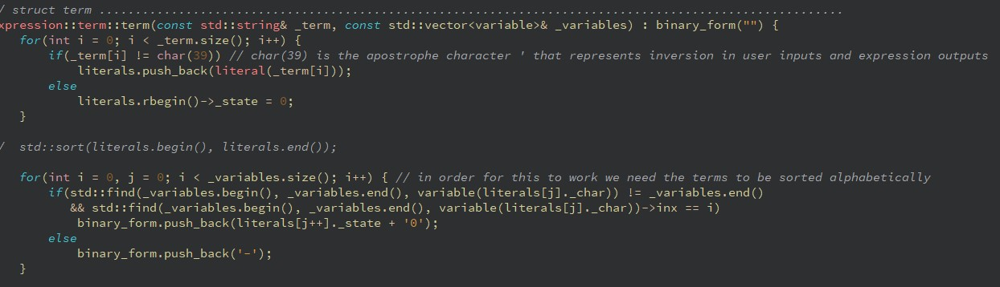 / struct term .......................................................................................................
xpression::term::term(const std::string& _term, const std::vector<variable>& _variables) : binary_form("") {
for(int i = 0; i < _term.size(); i++) {
if(_term[i] != char(39)) // char(39) is the apostrophe character ' that represents inversion in user inputs and expression outputs
literals.push_back(literal(_term[i]));
else
literals.rbegin()->_state = 0;
}
/ std::sort(literals.begin(), literals.end());
for(int i = 0, j = 0; i < _variables.size(); i++) { // in order for this to work we need the terms to be sorted alphabetically
if(std::find(_variables.begin(), _variables.end(), variable(literals[j]._char)) != _variables.end()
&& std::find(_variables.begin(), _variables.end(), variable(literals[j]._char))->inx == i)
binary_form.push_back(literals[j++]._state + '0');
else
binary_form.push_back('-');
}